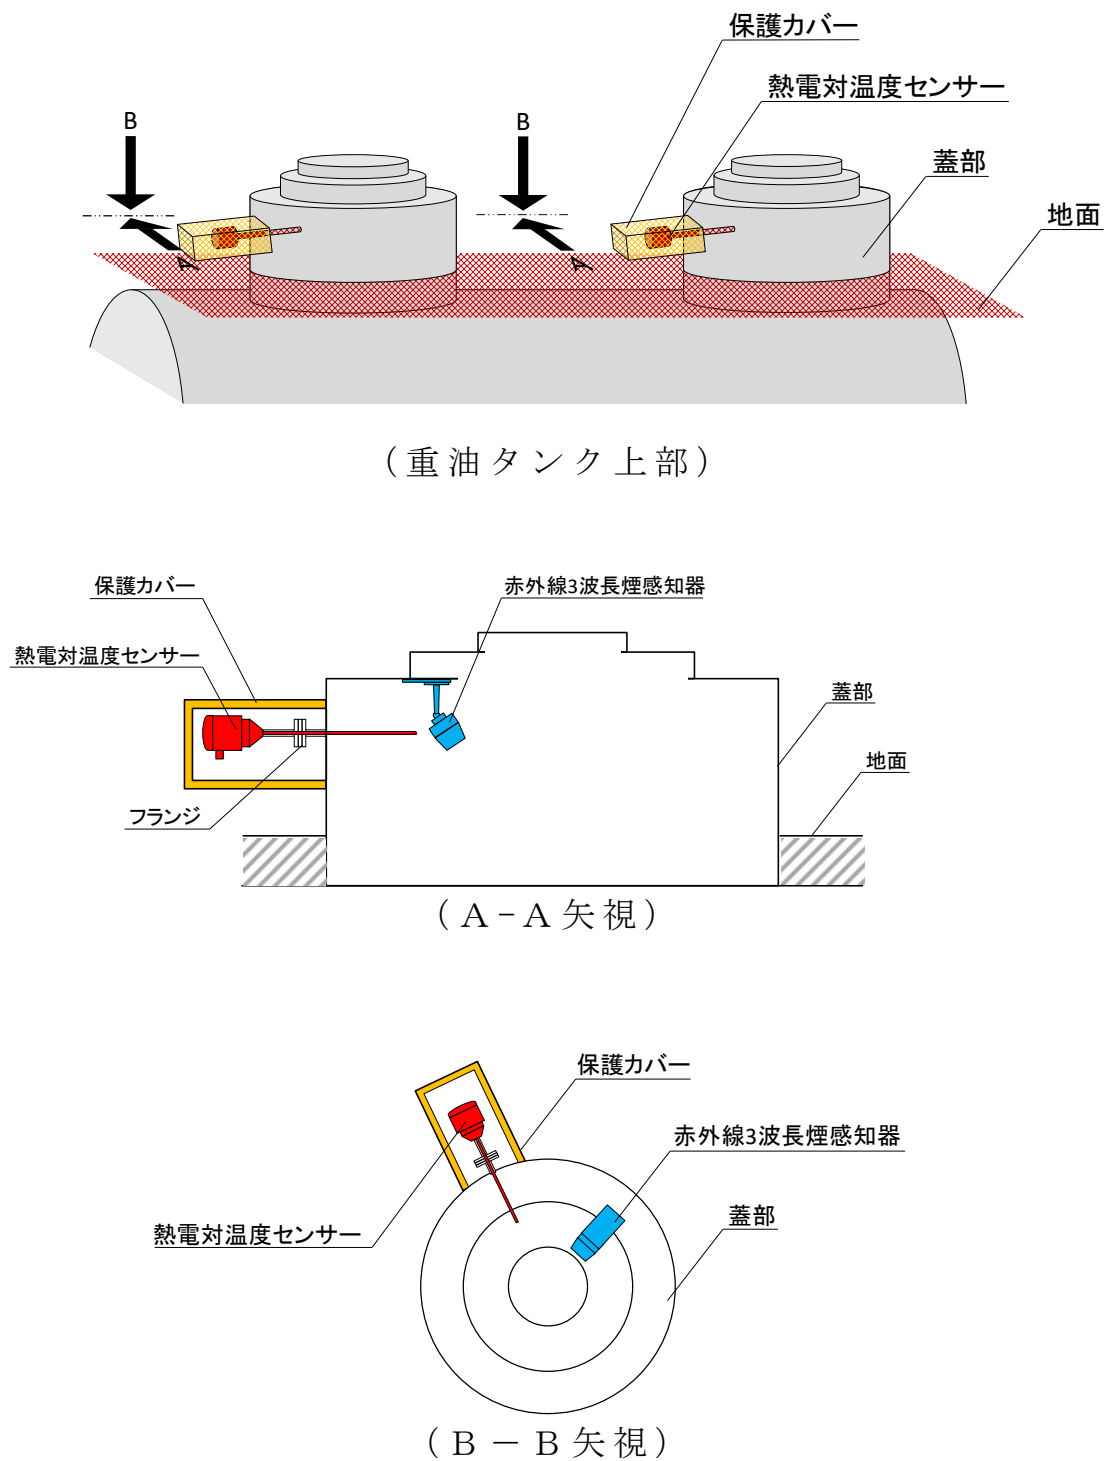 保護カバー
熱電対温度センサー
B
B
蓋部
地面
A
A
（重油タンク上部）
保護カバー
赤外線3波長煙感知器
熱電対温度センサー
蓋部
地面
フランジ
（A-A 矢視）
保護カバー
赤外線3波長煙感知器
蓋部
熱電対温度センサー
（B－B 矢視）